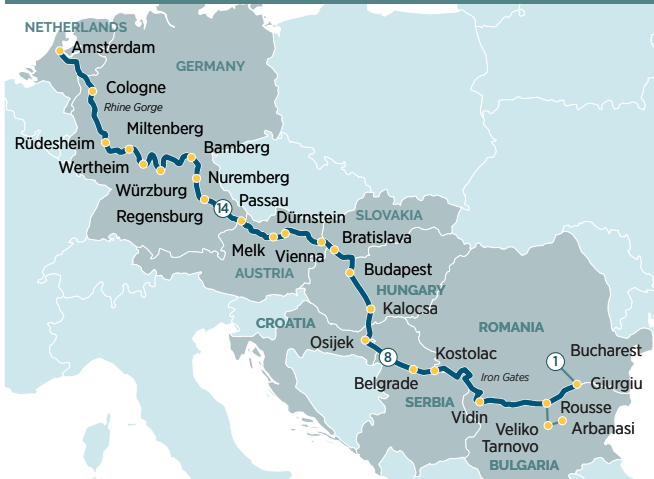 NETHERLANDS
Amsterdam
GERMANY
Cologne
Rhine Gorge
Miltenberg
Rüdesheim
Bamberg
Wertheim
Nuremberg
Würzburg
Passau
14
Regensburg
Dürnstein
SLOVAKIA
Bratislava
Melk
Vienna
AUSTRIA
Budapest
HUNGARY
Kalocsa
CROATIA
ROMANIA
Osijek
8
Kostolac
1
Bucharest
Belgrade
Iron Gates
Giurgiu
SERBIA
Vidin
Rousse
Veliko
Tarnovo
Arbanasi
BULGARIA